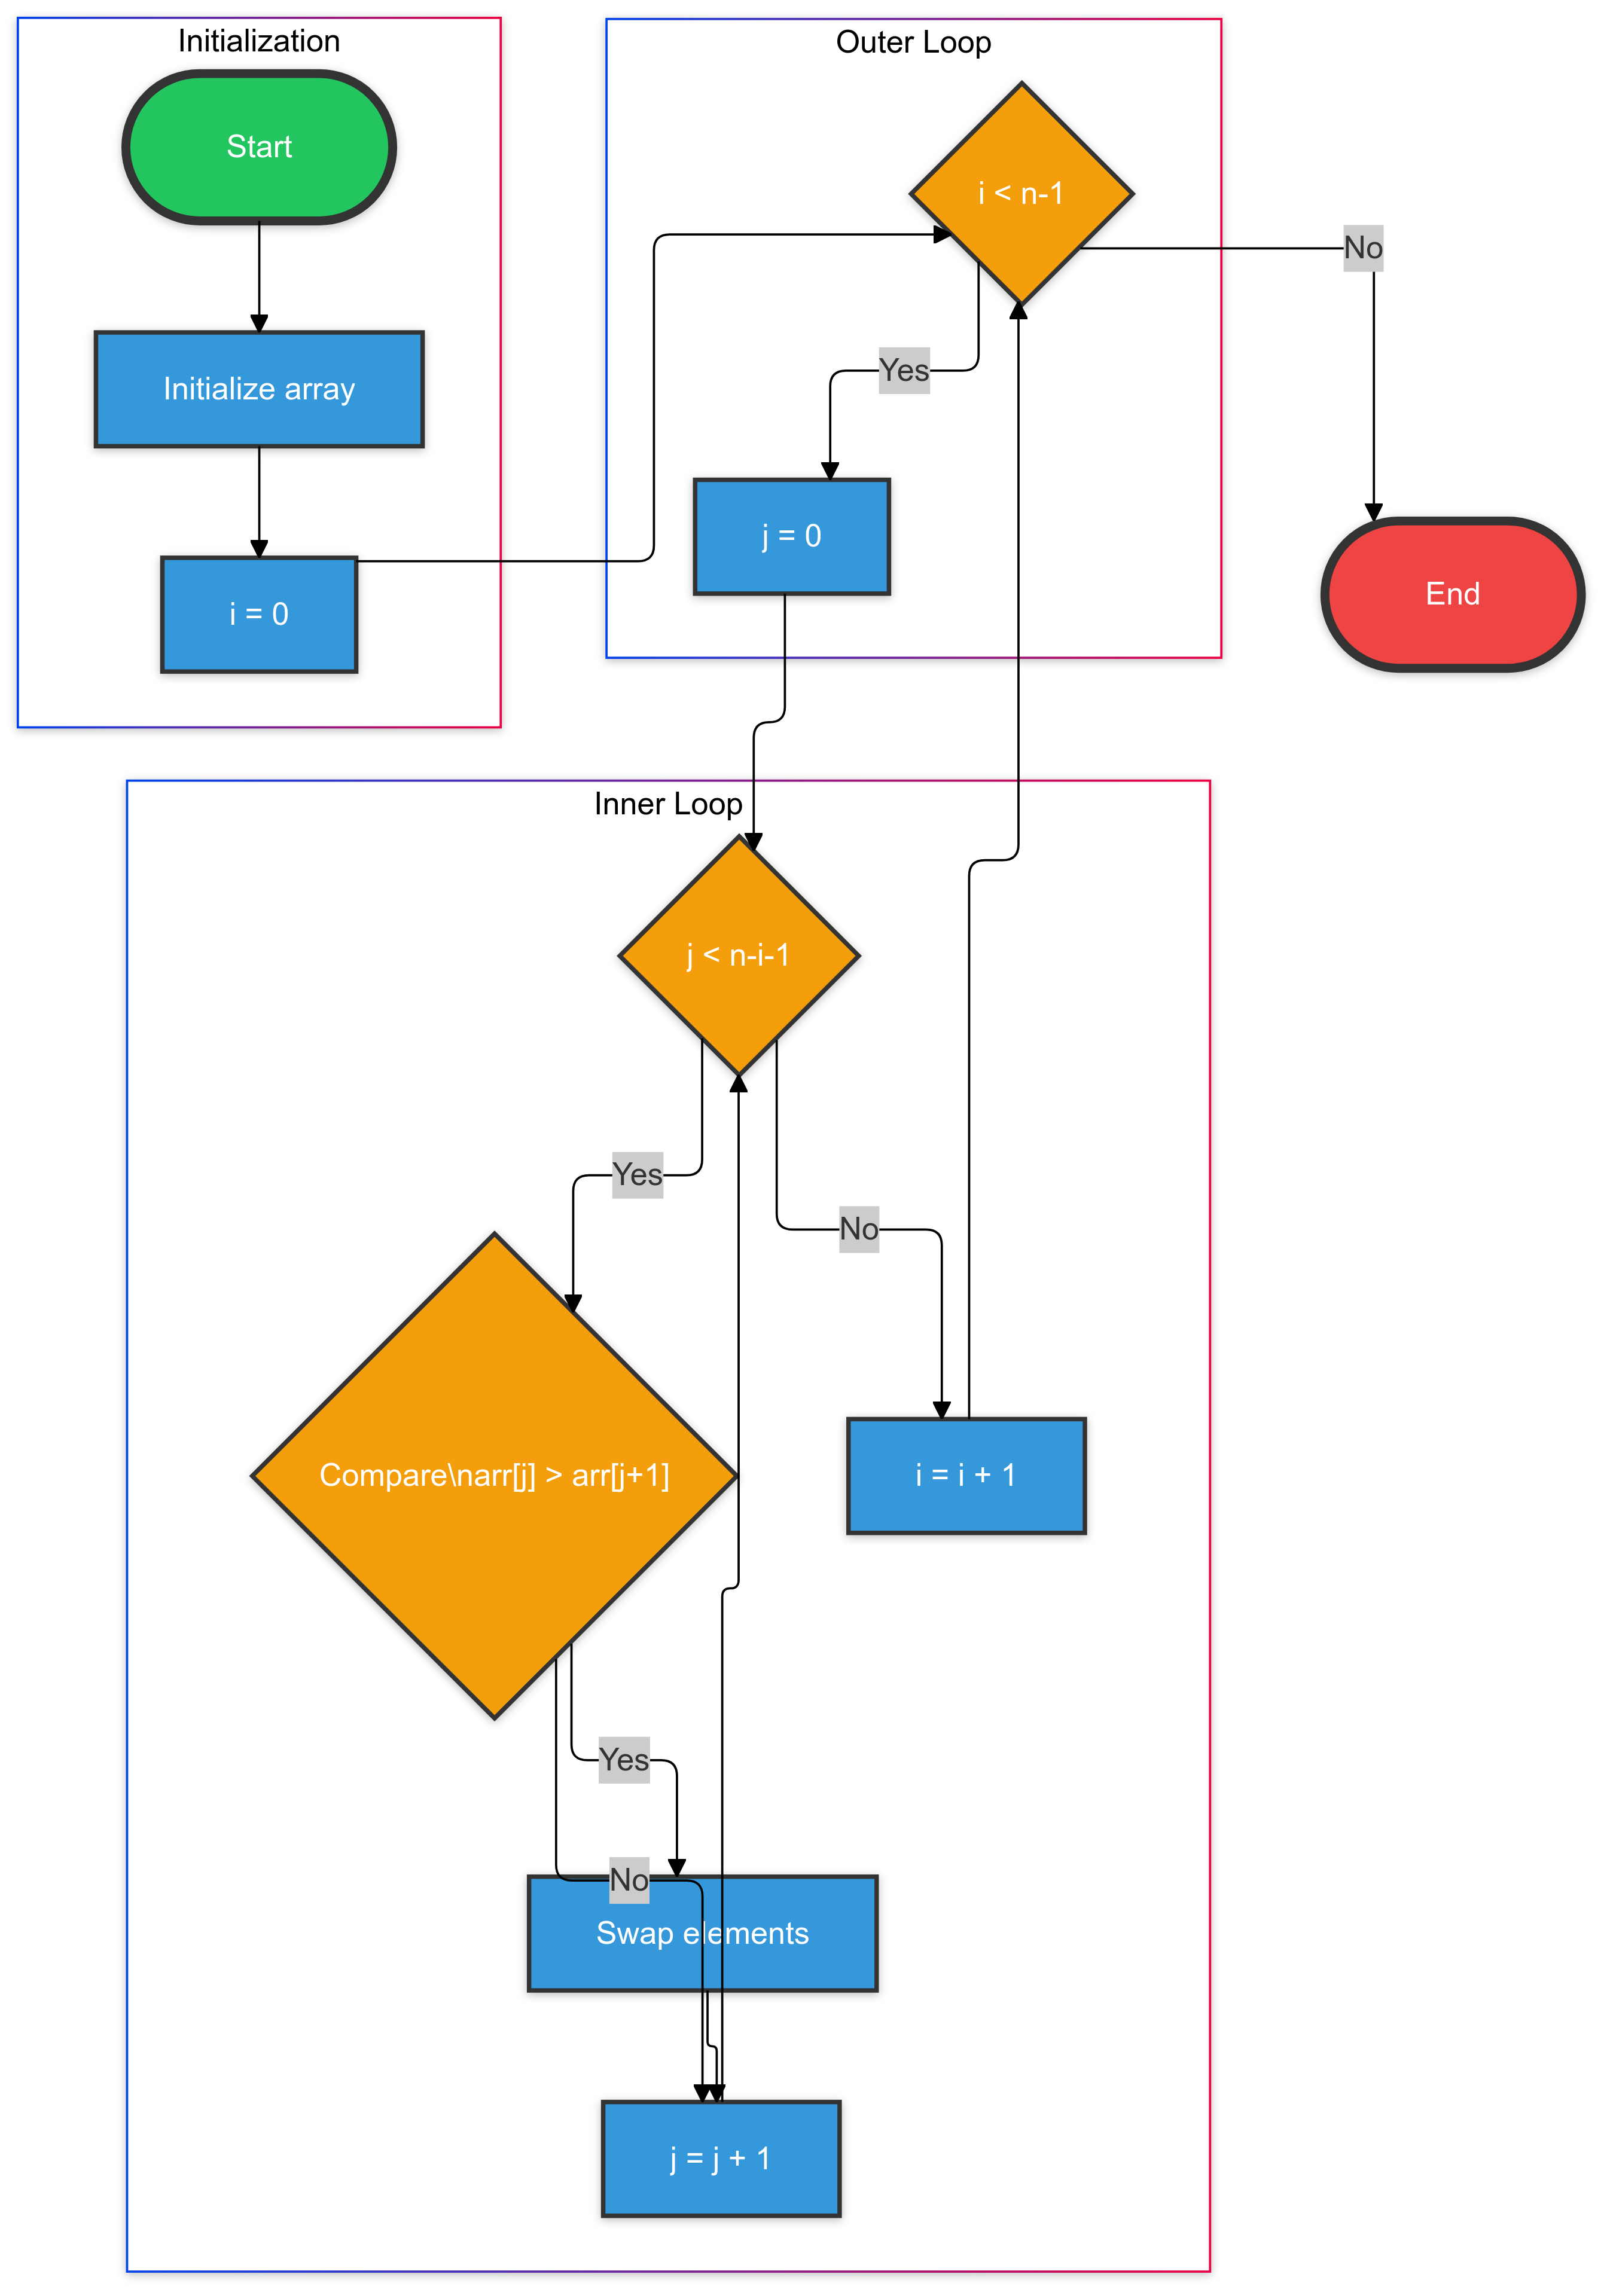 Initialization
Start
Initialize array
i = 0
Outer Loop
i < n-1
No
Yes
j = 0
End
Inner Loop
j < n-i-1
Yes
No
Compare\narr[j] > arr[j+1]
i = i + 1
Yes
No
Swap elements
j = j + 1